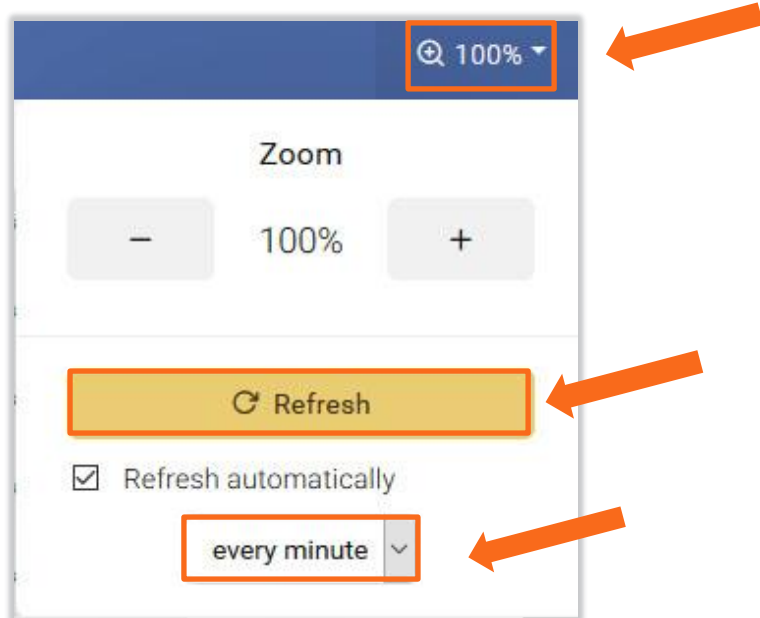 100%
Zoom
− 100% +
Refresh
Refresh automatically
every minute